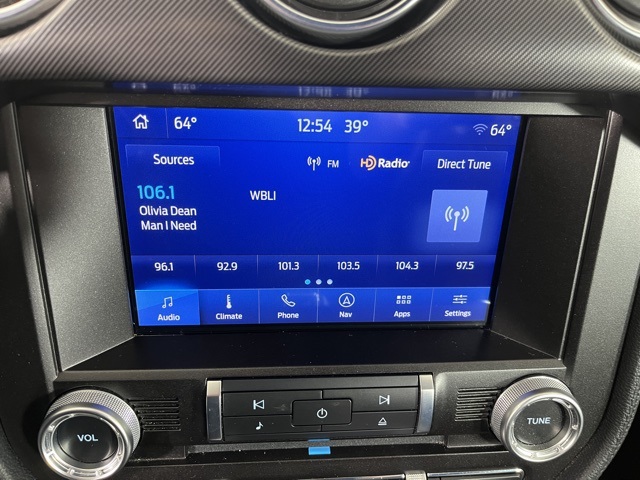 64° 12:54 39° 64°
Sources FM HD Radio Direct Tune
106.1
Olivia Dean WBLI
Man I Need
96.1 92.9 101.3 103.5 104.3 97.5
Audio Climate Phone Nav Apps Settings
VOL TUNE